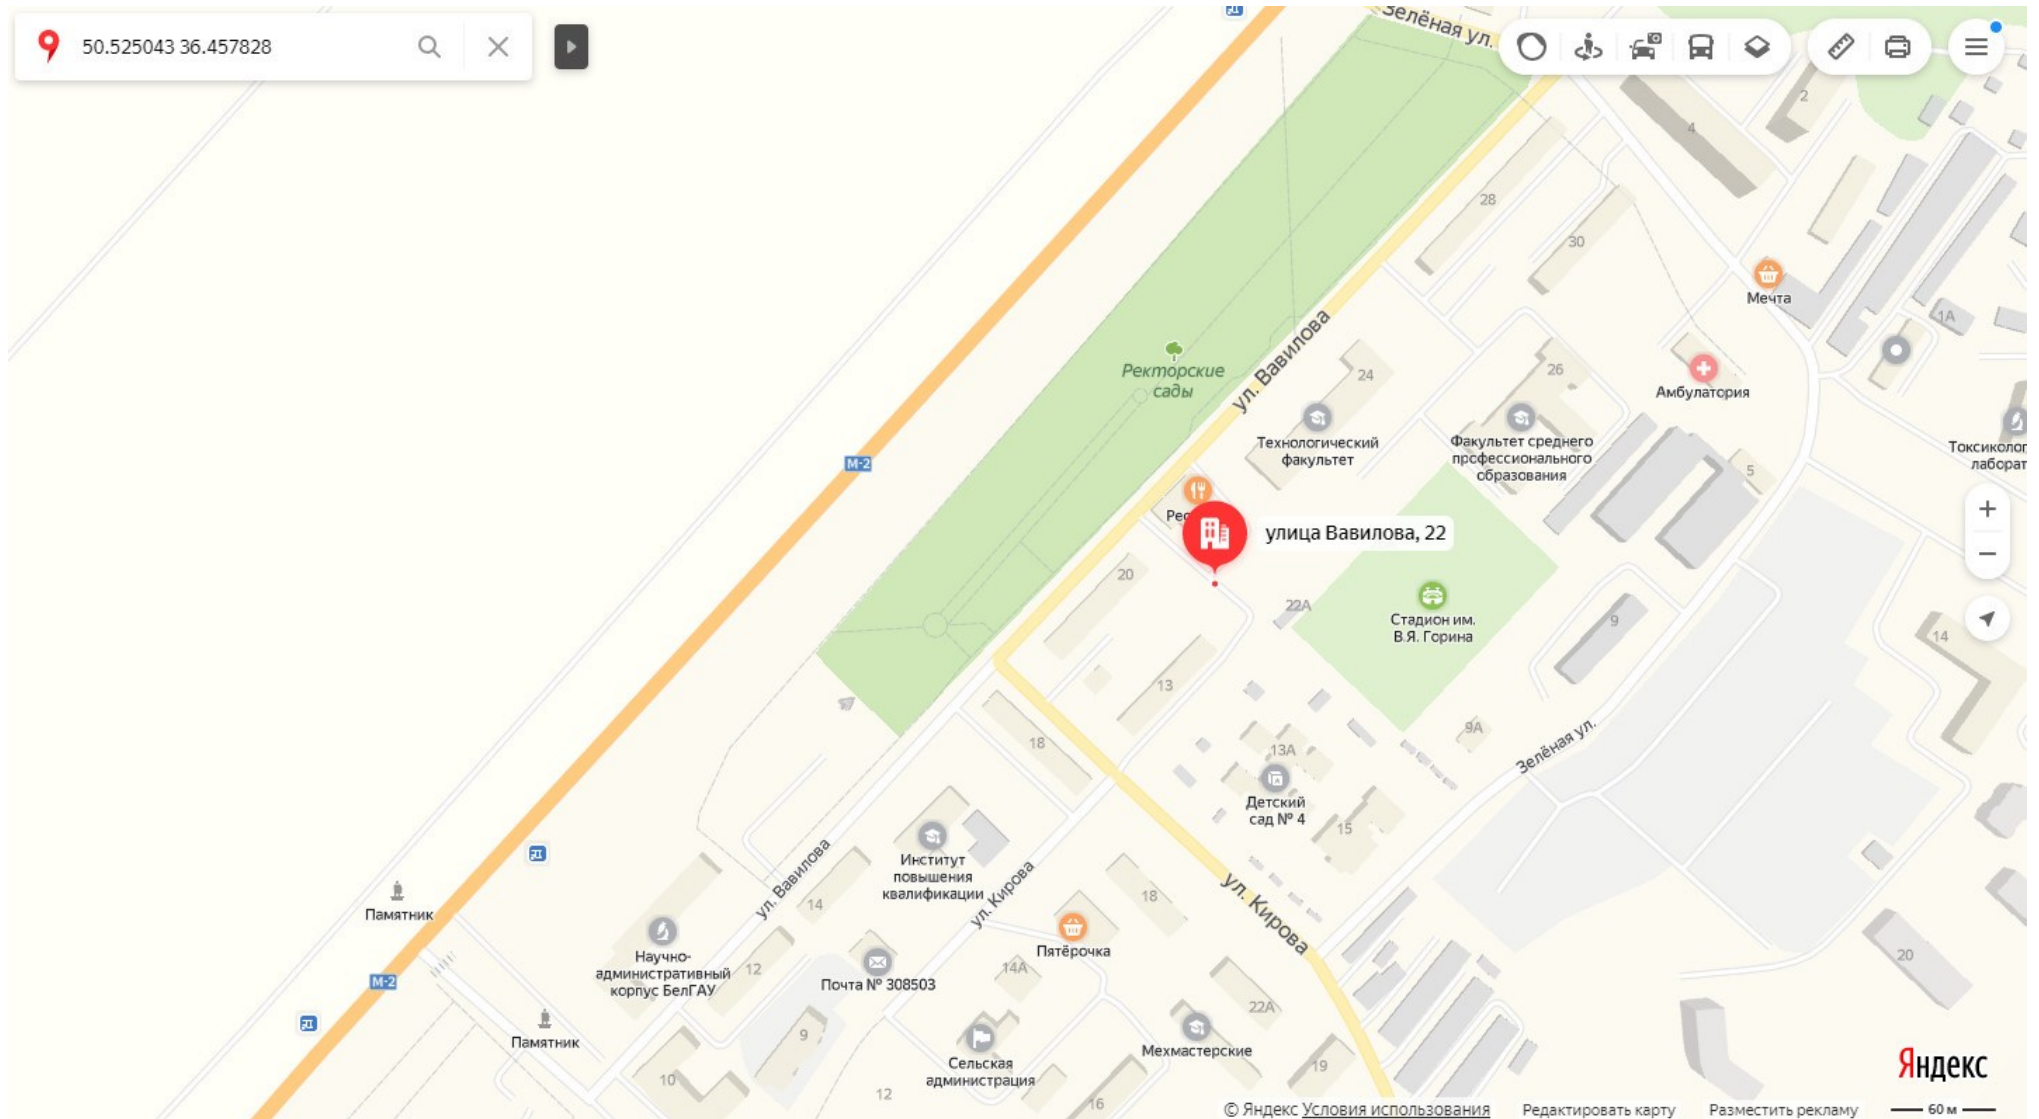 50.525043 36.457828
Зелёная ул.
2
4
28
30
Мечта
1А
М-2
Ректорские
сады
ул. Вавилова
24
26
Амбулатория
Технологический
факультет
Факультет среднего
профессионального
образования
Токсиколог
лаборат
5
Рес
улица Вавилова, 22
20
22А
Стадион им.
В.Я. Горина
9
14
13
18
13А
9А
Зелёная ул.
Детский
сад № 4
15
Институт
повышения
квалификации
ул. Вавилова
14
ул. Кирова
18
ул. Кирова
Памятник
Пятёрочка
Научно-
административный
корпус БелГАУ
12
Почта № 308503
14А
20
М-2
22А
Памятник
9
Сельская
администрация
Мехмастерские
19
10
12
16
Яндекс
© Яндекс Условия использования
Редактировать карту
Разместить рекламу
60 м